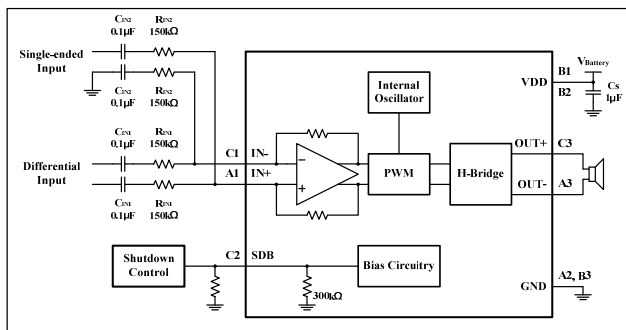 CIN2 RIN2
0.1µF 150kΩ
Single-ended
Input
CIN2 RIN2
0.1µF 150kΩ
RIN1
CIN1
0.1µF 150kΩ
Differential
Input
CIN1 RIN1
0.1µF 150kΩ
C1 IN-
A1 IN+
Internal
Oscillator
PWM
H-Bridge
VDD
B1
B2
VBattery
Cs
1µF
OUT+ C3
OUT- A3
Shutdown
Control
C2 SDB
300kΩ
Bias Circuitry
GND
A2, B3